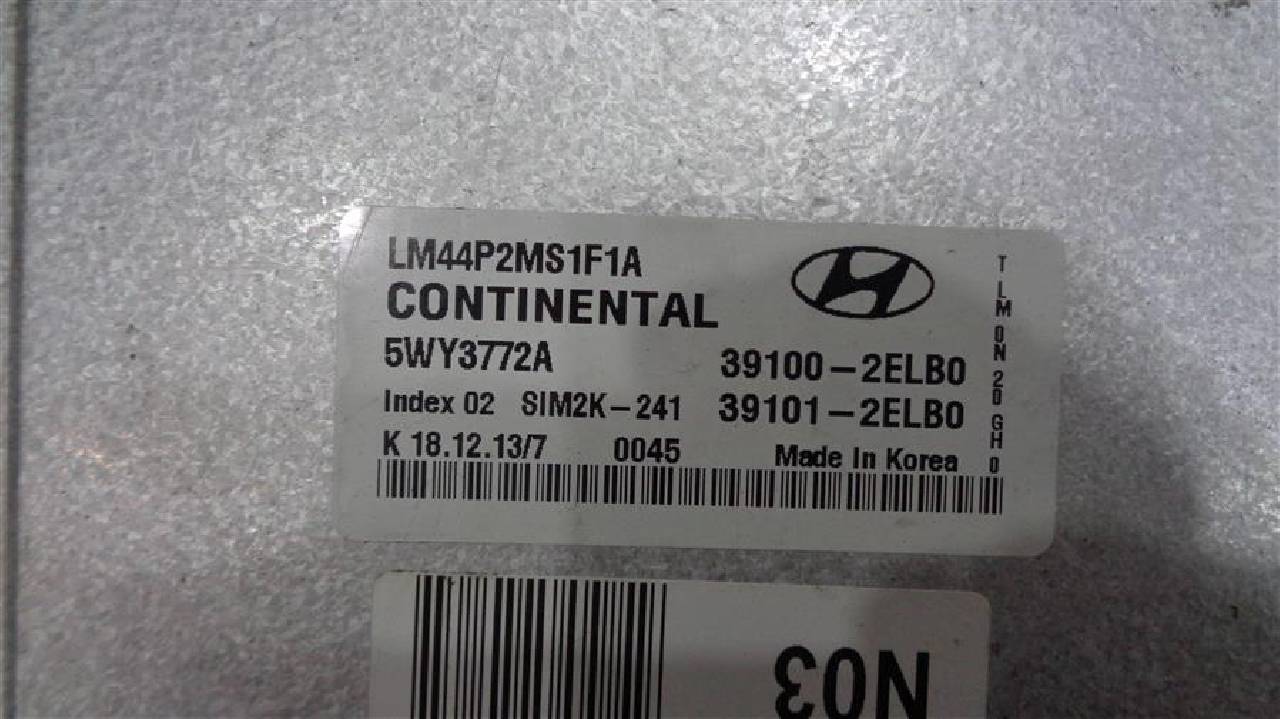 LM44P2MS1F1A
CONTINENTAL
5WY3772A 39100-2ELB0
Index 02 SIM2K-241 39101-2ELB0
K 18.12.13/7 0045 Made In Korea
TLM0N20GH0
N03